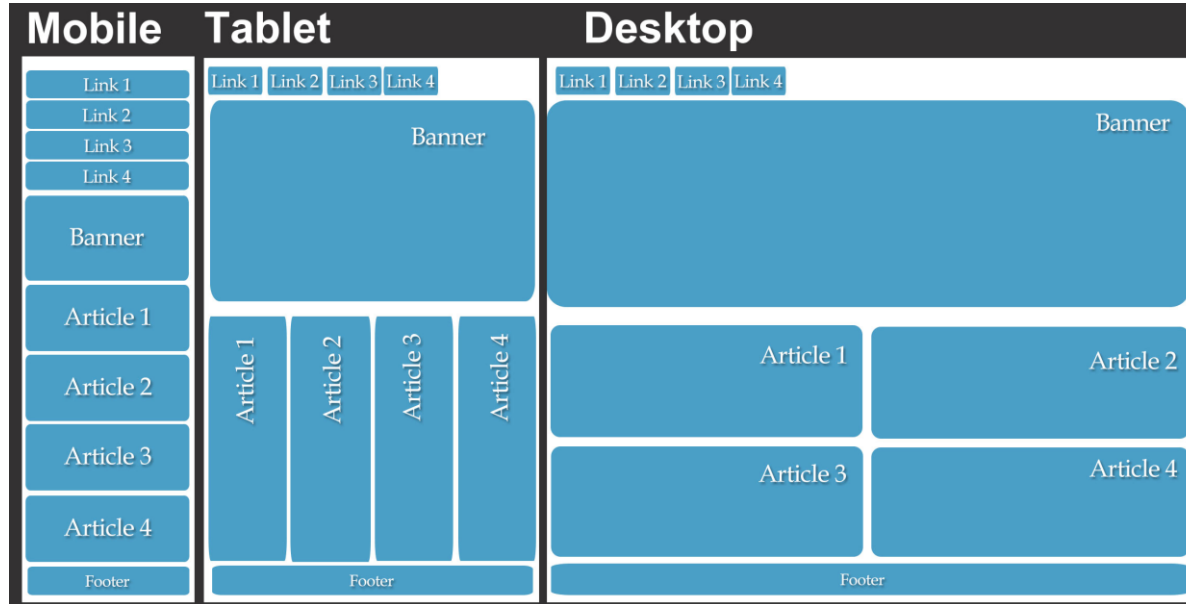 Mobile
Link 1
Link 2
Link 3
Link 4
Banner
Article 1
Article 2
Article 3
Article 4
Footer
Tablet
Link 1 Link 2 Link 3 Link 4
Banner
Article 1
Article 2
Article 3
Article 4
Footer
Desktop
Link 1 Link 2 Link 3 Link 4
Banner
Article 1
Article 2
Article 3
Article 4
Footer